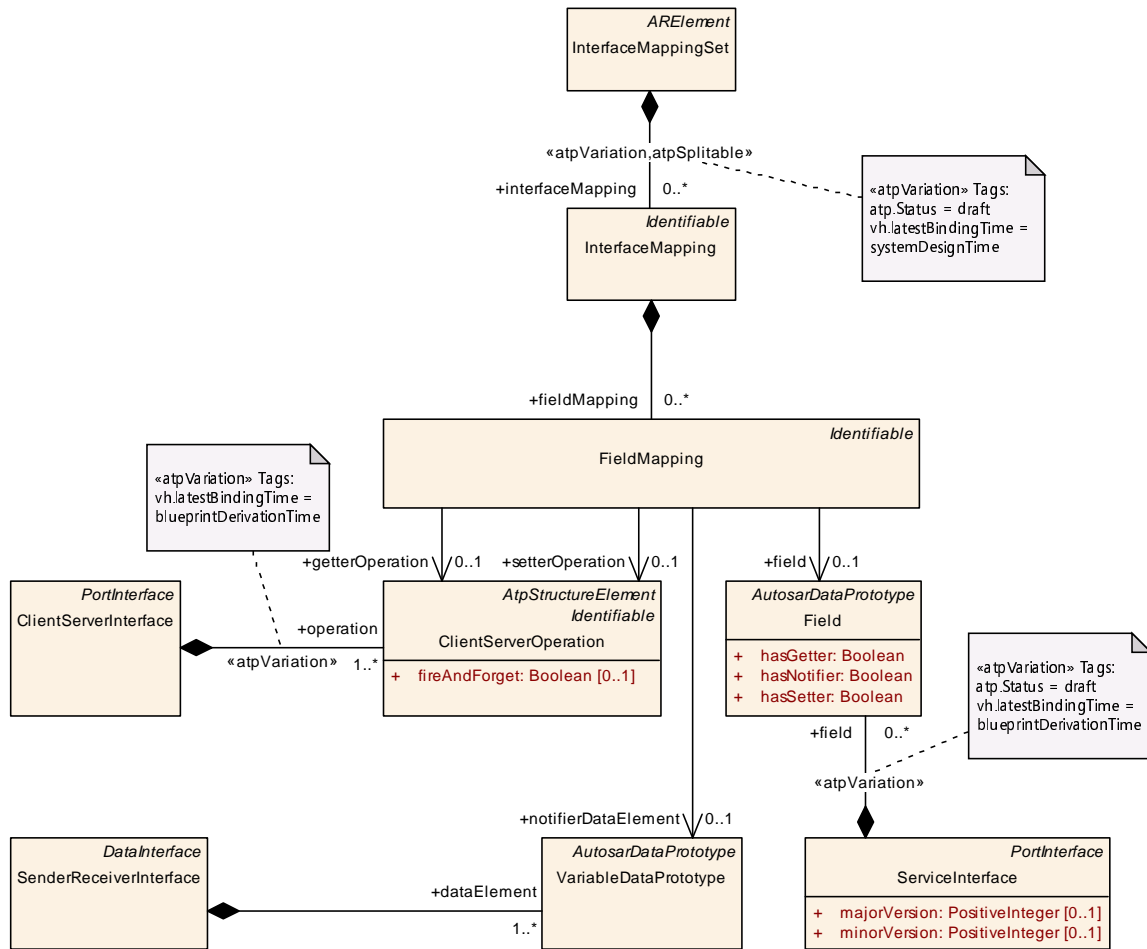 ARElement
InterfaceMappingSet
«atpVariation,atpSplitable»
+interfaceMapping 0..*
«atpVariation» Tags:
atp.Status = draft
vh.latestBindingTime =
systemDesignTime
Identifiable
InterfaceMapping
+fieldMapping 0..*
Identifiable
FieldMapping
«atpVariation» Tags:
vh.latestBindingTime =
blueprintDerivationTime
+getterOperation 0..1
+setterOperation 0..1
+field 0..1
PortInterface
ClientServerInterface
+operation
«atpVariation» 1..*
AtpStructureElement
Identifiable
ClientServerOperation
+ fireAndForget: Boolean [0..1]
AutosarDataPrototype
Field
+ hasGetter: Boolean
+ hasNotifier: Boolean
+ hasSetter: Boolean
«atpVariation» Tags:
atp.Status = draft
vh.latestBindingTime =
blueprintDerivationTime
+field 0..*
«atpVariation»
+notifierDataElement 0..1
DataInterface
SenderReceiverInterface
+dataElement
1..*
AutosarDataPrototype
VariableDataPrototype
PortInterface
ServiceInterface
+ majorVersion: PositiveInteger [0..1]
+ minorVersion: PositiveInteger [0..1]